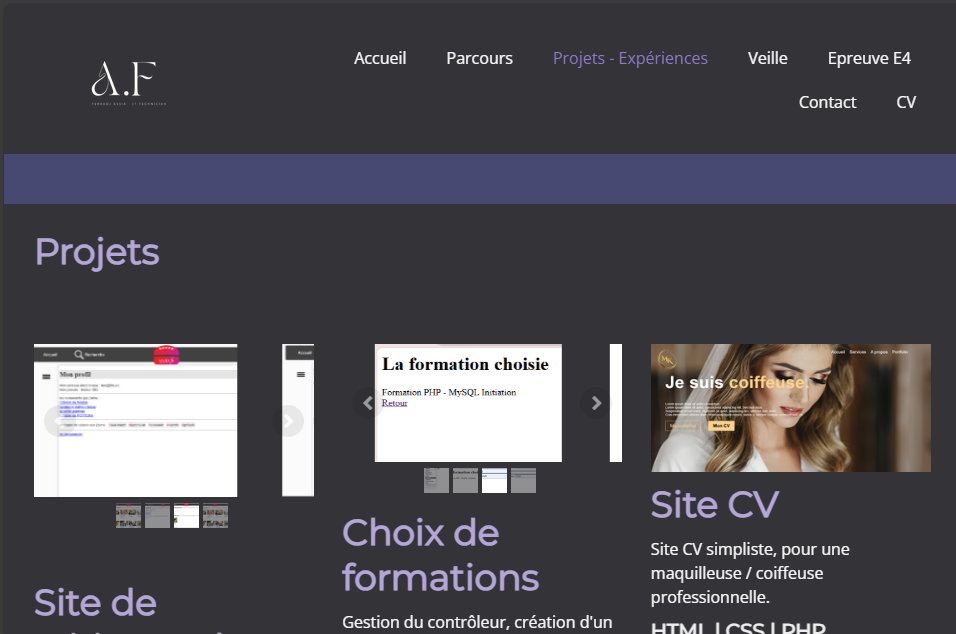 A.F
Accueil Parcours Projets - Expériences Veille Epreuve E4
Contact CV
Projets
Accueil Recherche
Mon profil
Accueil
La formation choisie
Formation PHP - MySQL Initiation
Retour
Accueil Services A propos Portfolio
Je suis coiffeuse.
Mon CV
Site de
Choix de
formations
Gestion du contrôleur, création d'un
Site CV
Site CV simpliste, pour une
maquilleuse / coiffeuse
professionnelle.
HTML | CSS | PHP